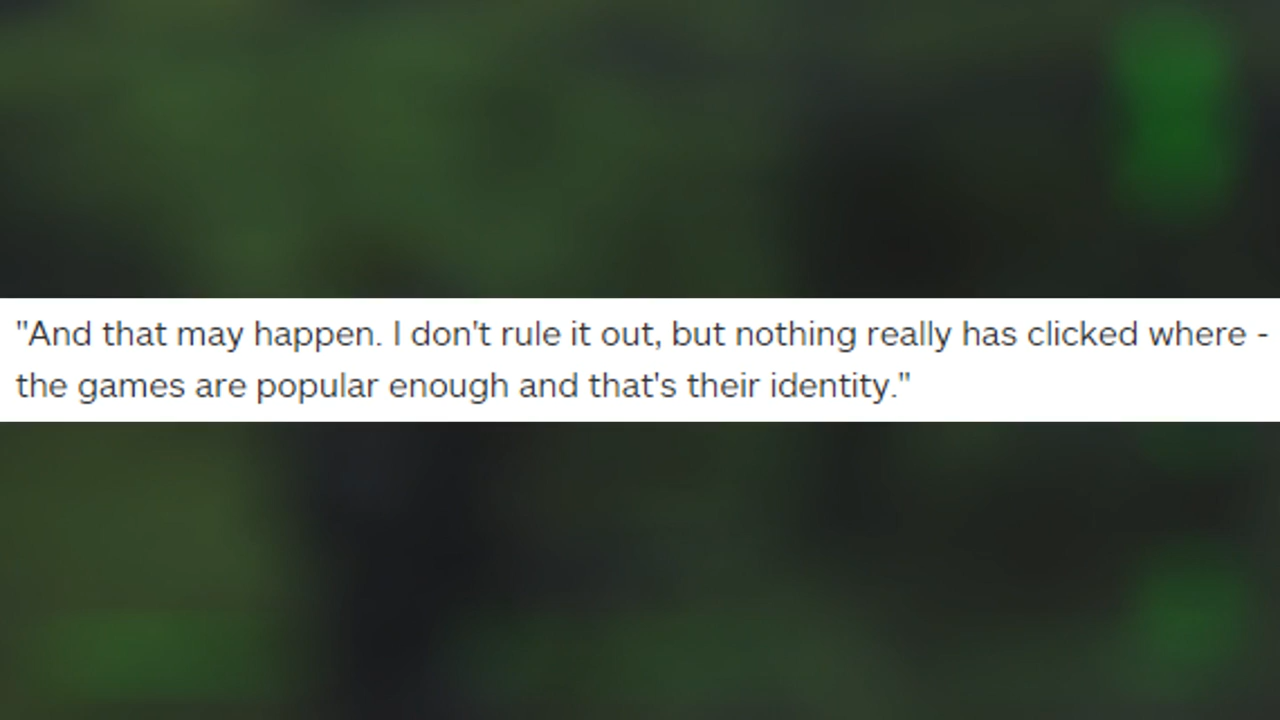 "And that may happen. I don't rule it out, but nothing really has clicked where -
the games are popular enough and that's their identity."